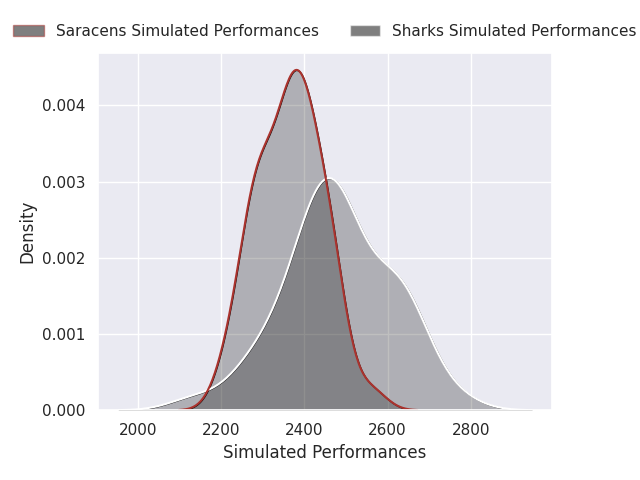 Saracens Simulated Performances
Sharks Simulated Performances
0.004
0.003
0.002
0.001
0.000
Density
2000
2200
2400
2600
2800
Simulated Performances